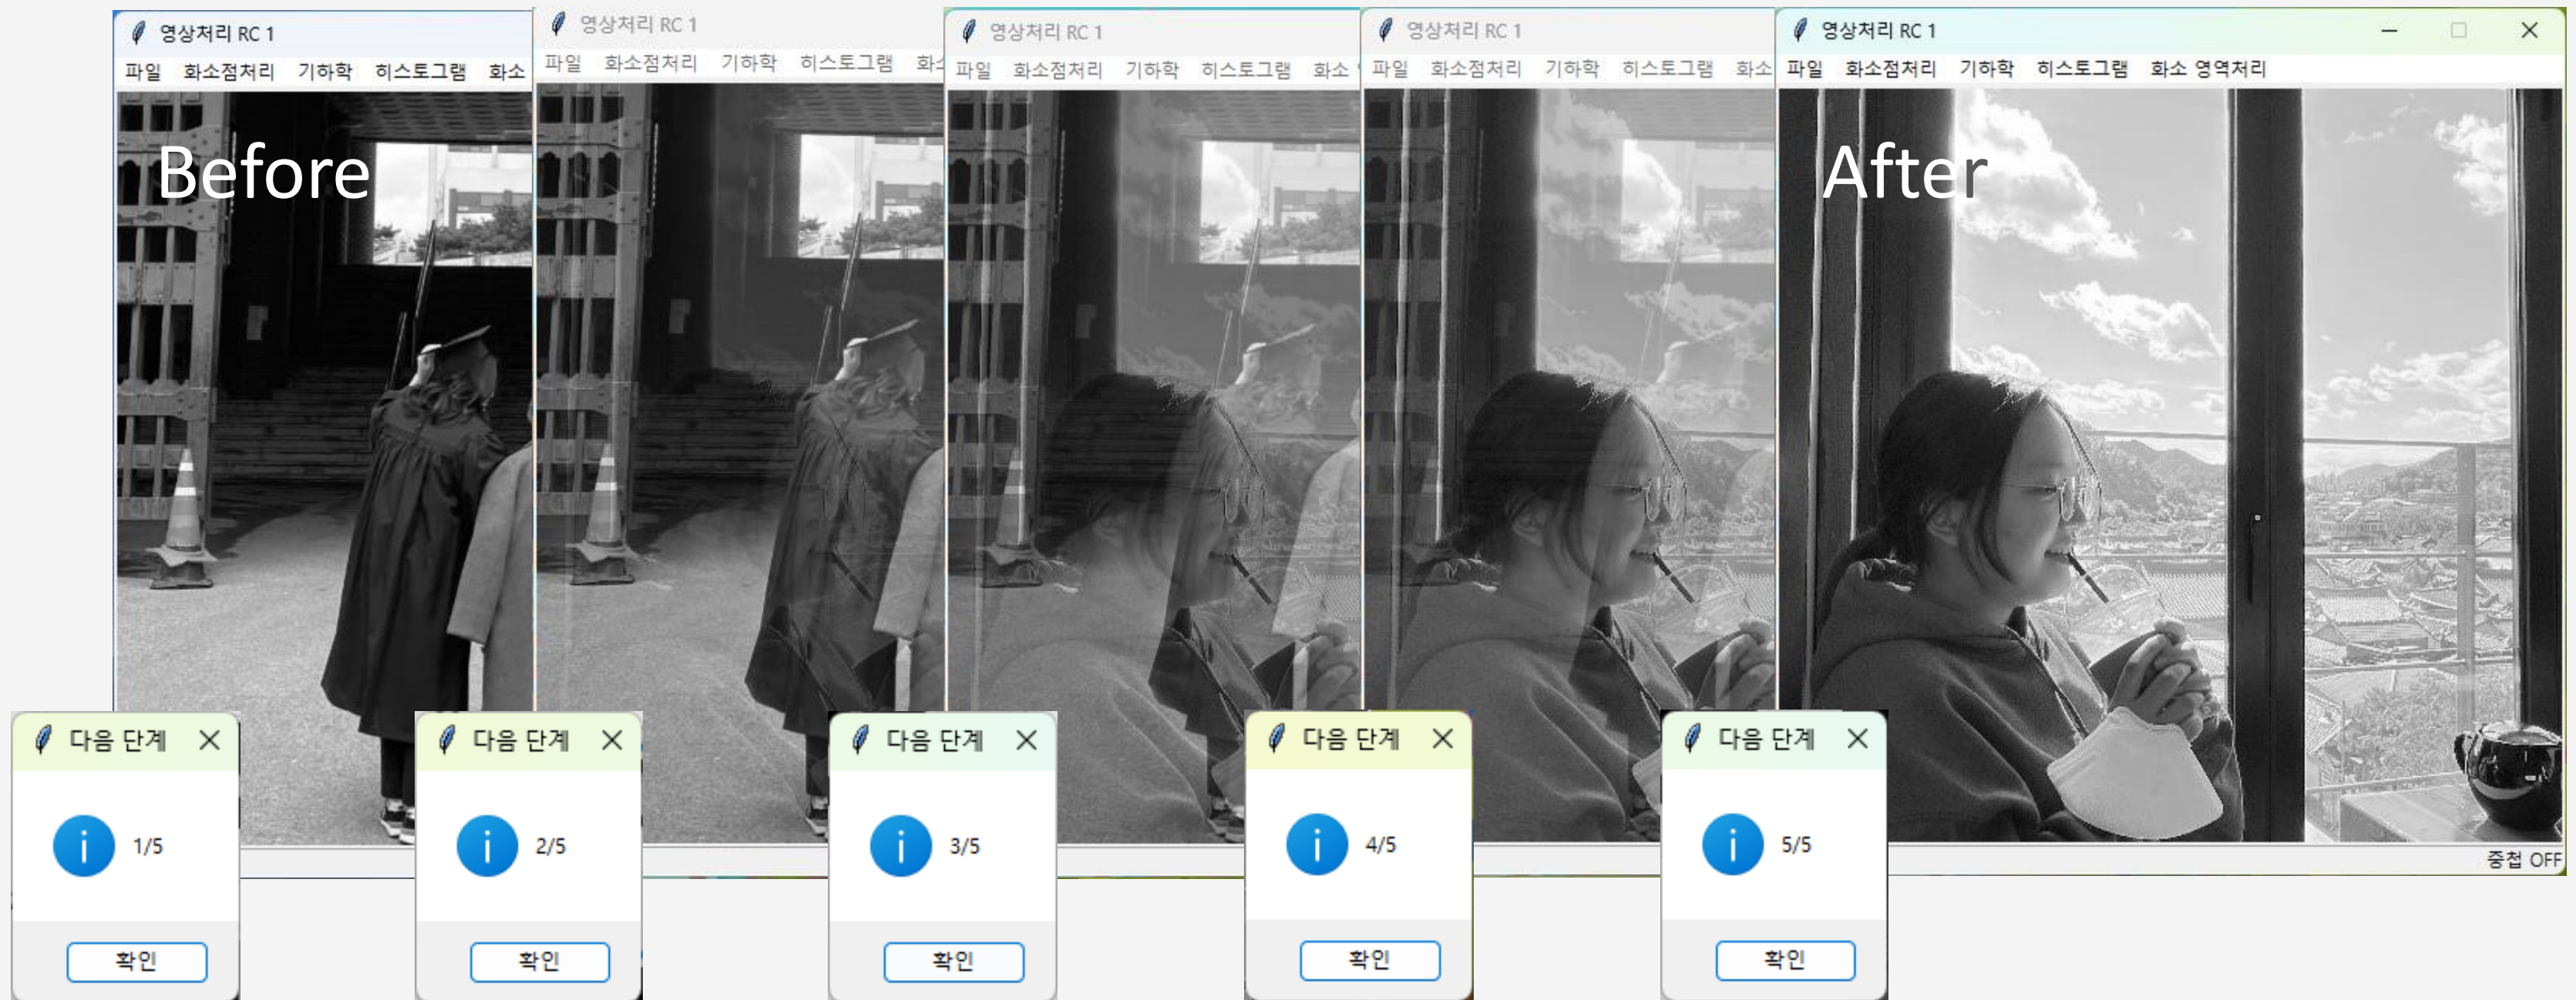 영상처리 RC 1
파일 화소점처리 기하학 히스토그램 화소
Before
영상처리 RC 1
파일 화소점처리 기하학 히스토그램 화소
영상처리 RC 1
파일 화소점처리 기하학 히스토그램 화소
영상처리 RC 1
파일 화소점처리 기하학 히스토그램 화소
영상처리 RC 1
파일 화소점처리 기하학 히스토그램 화소 영역처리
After
중첩 OFF
다음 단계
1/5
확인
다음 단계
2/5
확인
다음 단계
3/5
확인
다음 단계
4/5
확인
다음 단계
5/5
확인